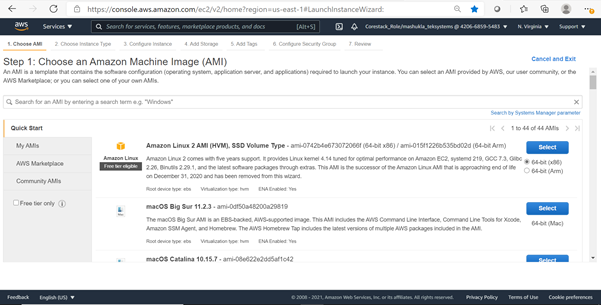 https://console.aws.amazon.com/ec2/v2/home?region=us-east-1#LaunchInstanceWizard:
aws Services Search for services, features, marketplace products, and docs [Alt+S] Corestack_Role/mashukla_teksystems @ 4206-6859-5483 N. Virginia Support
1. Choose AMI 2. Choose Instance Type 3. Configure Instance 4. Add Storage 5. Add Tags 6. Configure Security Group 7. Review
Step 1: Choose an Amazon Machine Image (AMI) Cancel and Exit
An AMI is a template that contains the software configuration (operating system, application server, and applications) required to launch your instance. You can select an AMI provided by AWS, our user community, or the
AWS Marketplace; or you can select one of your own AMIs.
Search for an AMI by entering a search term e.g. "Windows"
Search by Systems Manager parameter
Quick Start 1 to 44 of 44 AMIs
My AMIs
AWS Marketplace
Community AMIs
Free tier only
Amazon Linux
Free tier eligible
Amazon Linux 2 AMI (HVM), SSD Volume Type - ami-0742b4e673072066f (64-bit x86) / ami-015f1226b535bd02d (64-bit Arm)
Amazon Linux 2 comes with five years support. It provides Linux kernel 4.14 tuned for optimal performance on Amazon EC2, systemd 219, GCC 7.3, Glibc
2.26, Binutils 2.29.1, and the latest software packages through extras. This AMI is the successor of the Amazon Linux AMI that is approaching end of life
on December 31, 2020 and has been removed from this wizard.
Root device type: ebs Virtualization type: hvm ENA Enabled: Yes
Select
64-bit (x86)
64-bit (Arm)
macOS Big Sur 11.2.3 - ami-0df50a48200a29819
The macOS Big Sur AMI is an EBS-backed, AWS-supported image. This AMI includes the AWS Command Line Interface, Command Line Tools for Xcode,
Amazon SSM Agent, and Homebrew. The AWS Homebrew Tap includes the latest versions of multiple AWS packages included in the AMI.
Root device type: ebs Virtualization type: hvm ENA Enabled: Yes
Select
64-bit (Mac)
macOS Catalina 10.15.7 - ami-08e622e2dd5af1c42
Select
Feedback English (US) © 2008 - 2021, Amazon Web Services, Inc. or its affiliates. All rights reserved. Privacy Policy Terms of Use Cookie preferences